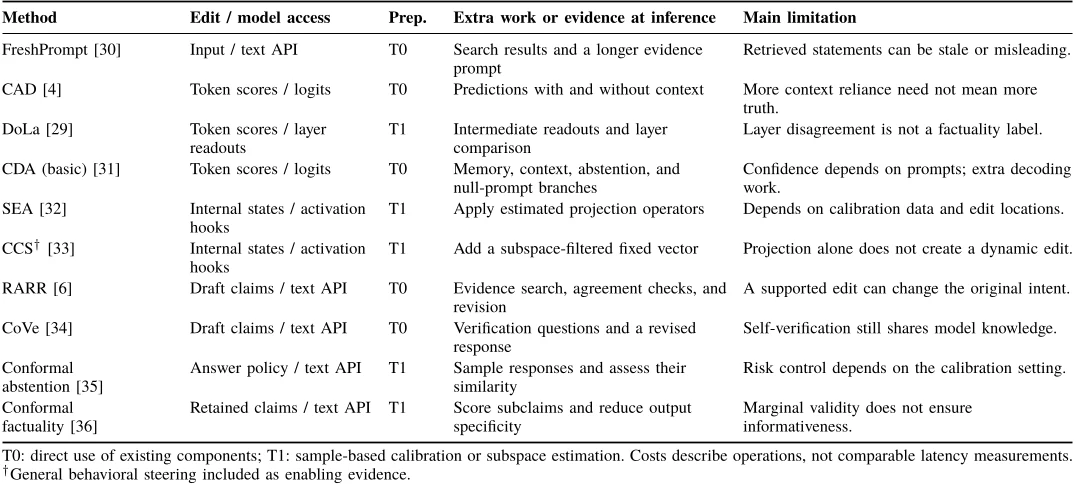 Method Edit / model access Prep. Extra work or evidence at inference Main limitation
FreshPrompt [30] Input / text API T0 Search results and a longer evidence Retrieved statements can be stale or misleading.
prompt
CAD [4] Token scores / logits T0 Predictions with and without context More context reliance need not mean more
truth.
DoLa [29] Token scores / layer T1 Intermediate readouts and layer Layer disagreement is not a factuality label.
readouts comparison
CDA (basic) [31] Token scores / logits T0 Memory, context, abstention, and Confidence depends on prompts; extra decoding
null-prompt branches work.
SEA [32] Internal states / activation T1 Apply estimated projection operators Depends on calibration data and edit locations.
hooks
CCS† [33] Internal states / activation T1 Add a subspace-filtered fixed vector Projection alone does not create a dynamic edit.
hooks
RARR [6] Draft claims / text API T0 Evidence search, agreement checks, and A supported edit can change the original intent.
revision
CoVe [34] Draft claims / text API T0 Verification questions and a revised Self-verification still shares model knowledge.
response
Conformal Answer policy / text API T1 Sample responses and assess their Risk control depends on the calibration setting.
abstention [35] similarity
Conformal Retained claims / text API T1 Score subclaims and reduce output Marginal validity does not ensure
factuality [36] specificity informativeness.
T0: direct use of existing components; T1: sample-based calibration or subspace estimation. Costs describe operations, not comparable latency measurements.
†General behavioral steering included as enabling evidence.